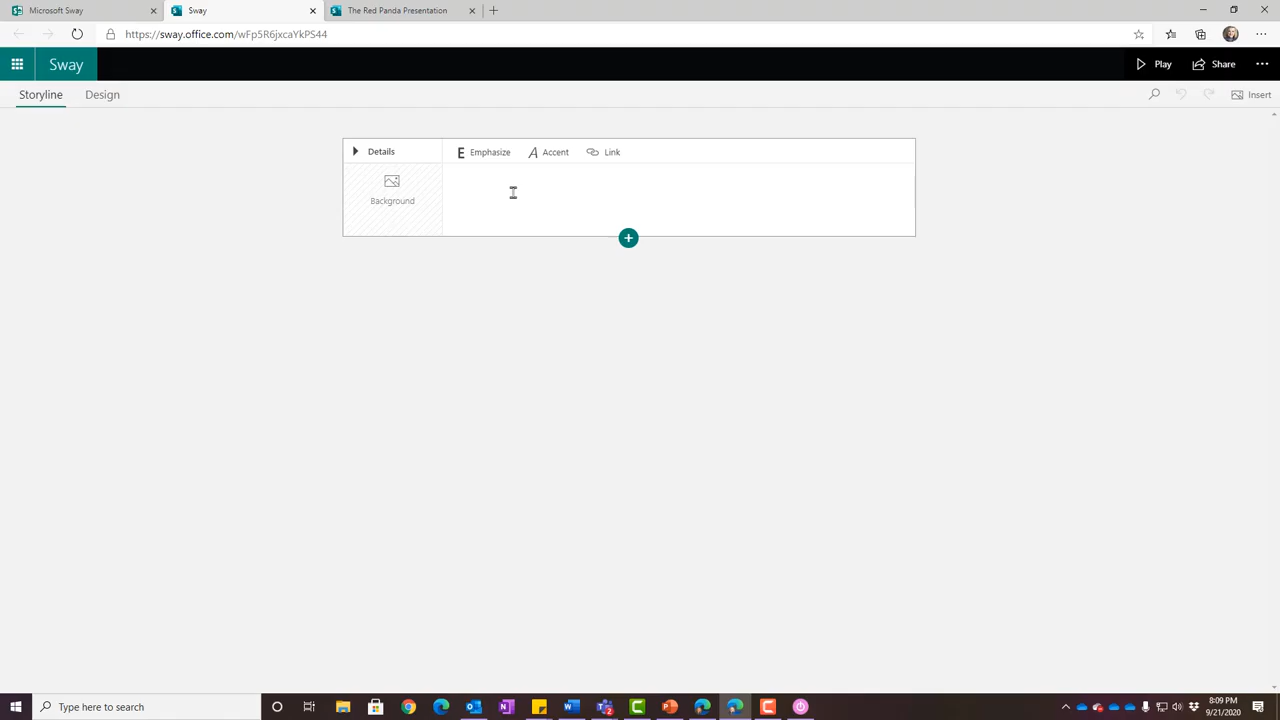 Microsoft Sway
Sway
The Red Panda Presentation
https://sway.office.com/wFp5R6jxcaYkPS44
Sway
Play
Share
Storyline
Design
Insert
Details
E Emphasize
A Accent
Link
Background
Type here to search
8:09 PM
9/21/2020